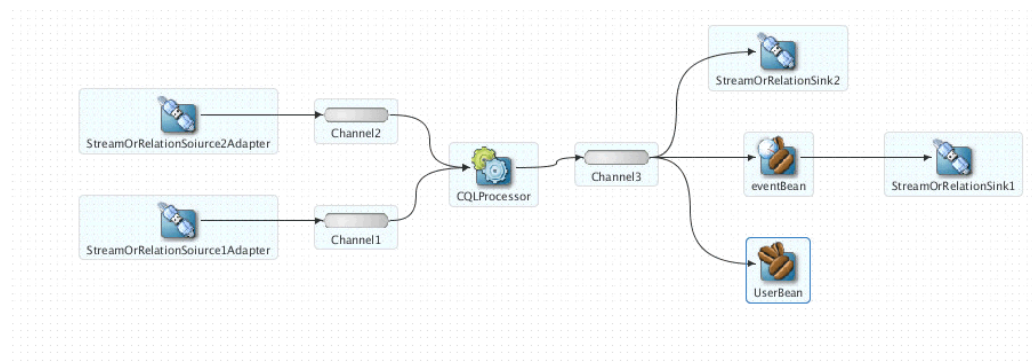 StreamOrRelationSink2
StreamOrRelationSoiurce2Adapter
Channel2
CQLProcessor
Channel3
eventBean
StreamOrRelationSink1
StreamOrRelationSoiurce1Adapter
Channel1
UserBean